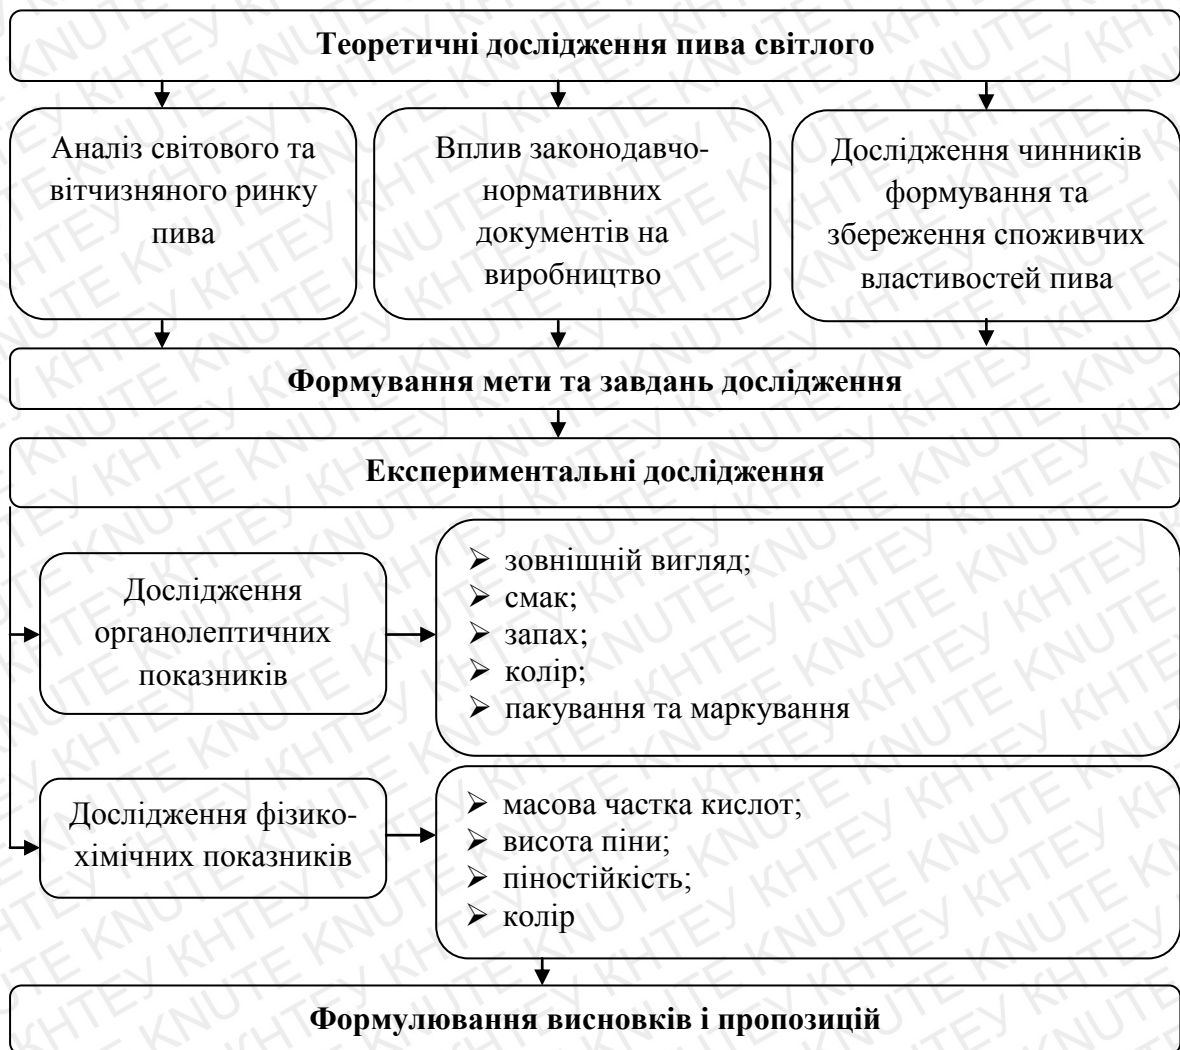 Теоретичні дослідження пива світлого
Аналіз світового та
вітчизняного ринку
пива
Вплив законодавчо-
нормативних
документів на
виробництво
Дослідження чинників
формування та
збереження споживчих
властивостей пива
Формування мети та завдань дослідження
Експериментальні дослідження
Дослідження
органолептичних
показників
➢ зовнішній вигляд;
➢ смак;
➢ запах;
➢ колір;
➢ пакування та маркування
Дослідження фізико-
хімічних показників
➢ масова частка кислот;
➢ висота піни;
➢ піностійкість;
➢ колір
Формулювання висновків і пропозицій